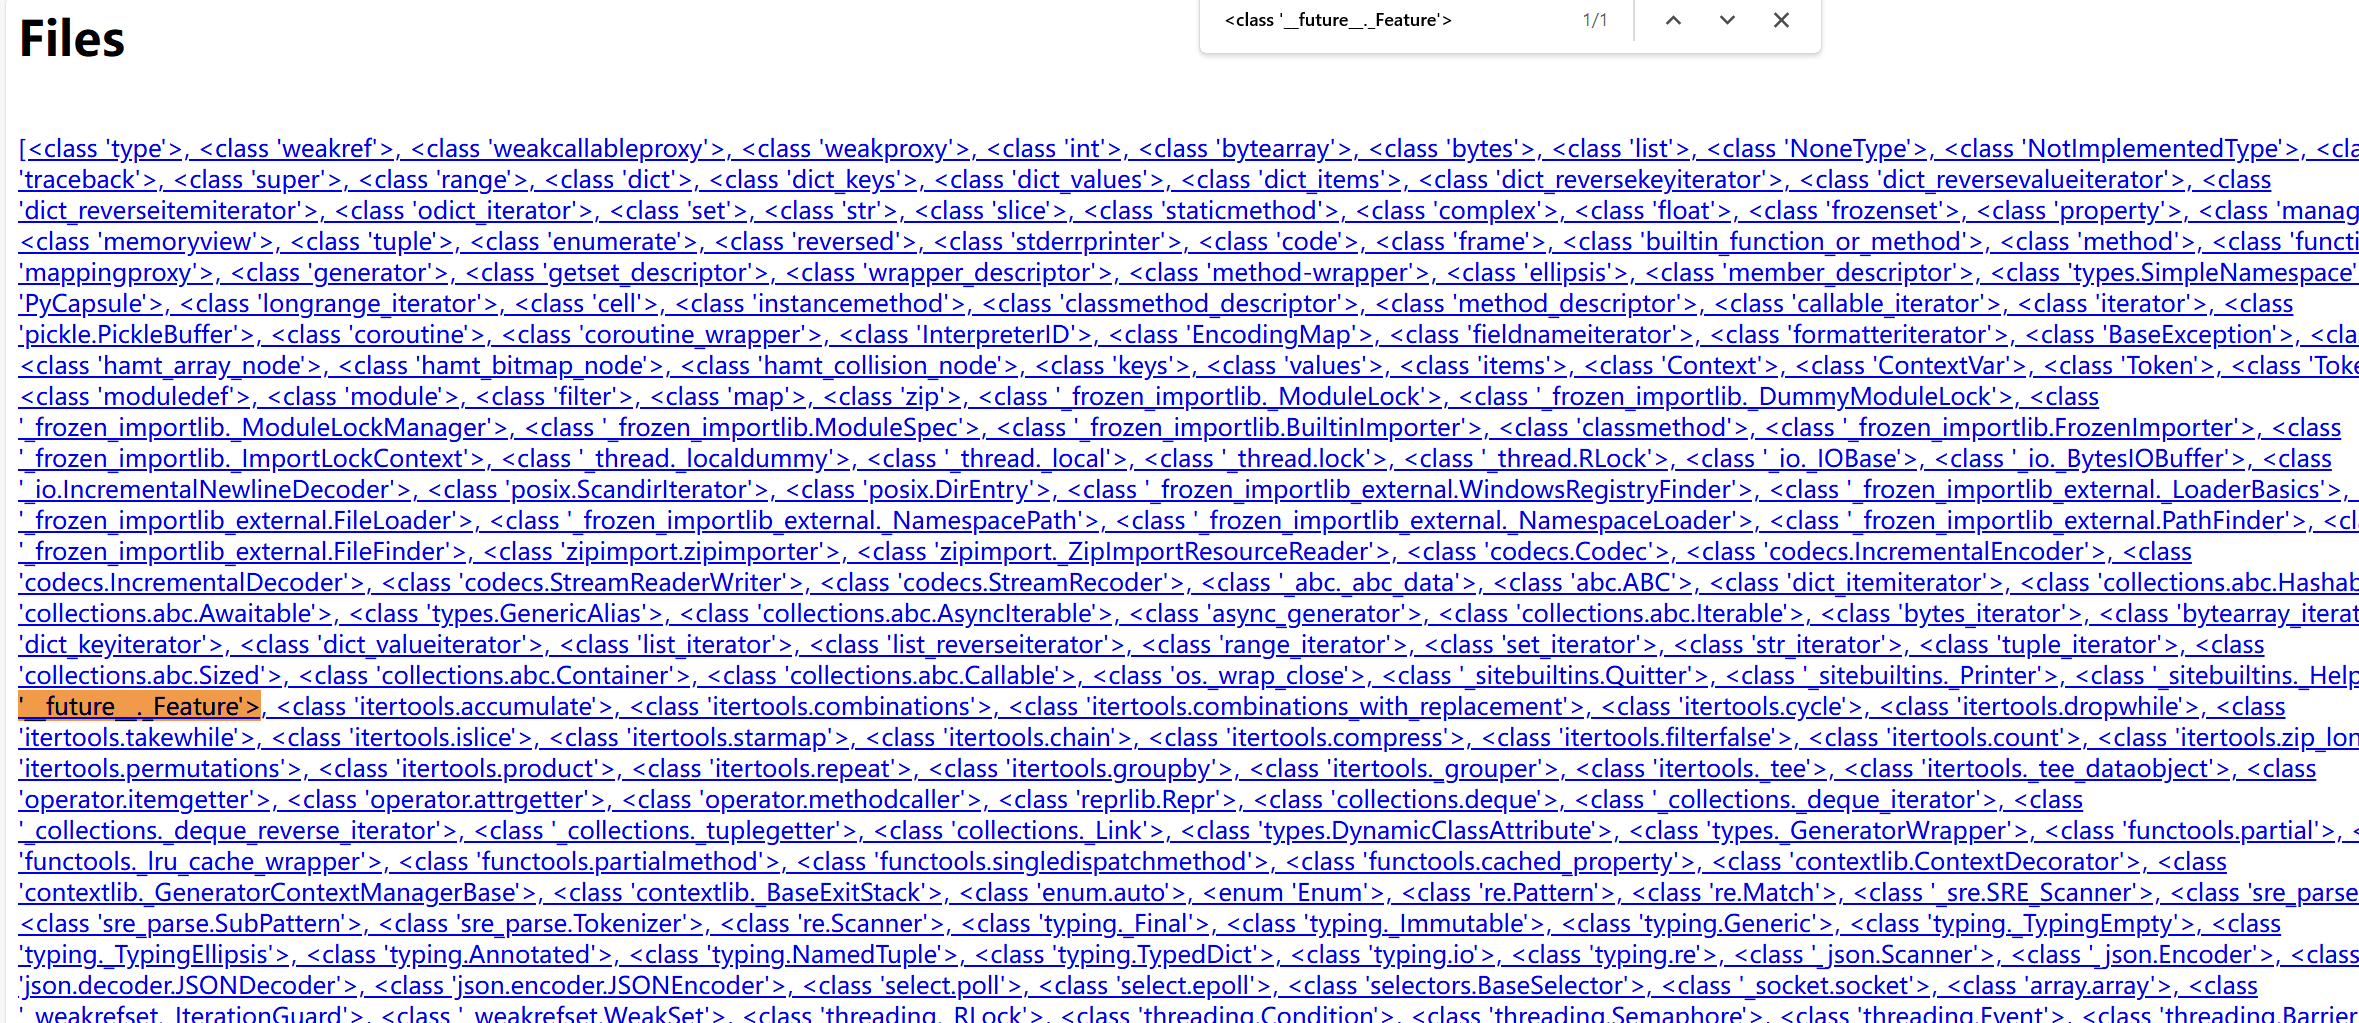 Files
<class '__future__._Feature'> 1/1
[<class 'type'>, <class 'weakref'>, <class 'weakcallableproxy'>, <class 'weakproxy'>, <class 'int'>, <class 'bytearray'>, <class 'bytes'>, <class 'list'>, <class 'NoneType'>, <class 'NotImplementedType'>, <cla
'traceback'>, <class 'super'>, <class 'range'>, <class 'dict'>, <class 'dict_keys'>, <class 'dict_values'>, <class 'dict_items'>, <class 'dict_reversekeyiterator'>, <class 'dict_reversevalueiterator'>, <class
'dict_reverseitemiterator'>, <class 'odict_iterator'>, <class 'set'>, <class 'str'>, <class 'slice'>, <class 'staticmethod'>, <class 'complex'>, <class 'float'>, <class 'frozenset'>, <class 'property'>, <class 'manag
<class 'memoryview'>, <class 'tuple'>, <class 'enumerate'>, <class 'reversed'>, <class 'stderrprinter'>, <class 'code'>, <class 'frame'>, <class 'builtin_function_or_method'>, <class 'method'>, <class 'functi
'mappingproxy'>, <class 'generator'>, <class 'getset_descriptor'>, <class 'wrapper_descriptor'>, <class 'method-wrapper'>, <class 'ellipsis'>, <class 'member_descriptor'>, <class 'types.SimpleNamespace'
'PyCapsule'>, <class 'longrange_iterator'>, <class 'cell'>, <class 'instancemethod'>, <class 'classmethod_descriptor'>, <class 'method_descriptor'>, <class 'callable_iterator'>, <class 'iterator'>, <class
'pickle.PickleBuffer'>, <class 'coroutine'>, <class 'coroutine_wrapper'>, <class 'InterpreterID'>, <class 'EncodingMap'>, <class 'fieldnameiterator'>, <class 'formatteriterator'>, <class 'BaseException'>, <cla
<class 'hamt_array_node'>, <class 'hamt_bitmap_node'>, <class 'hamt_collision_node'>, <class 'keys'>, <class 'values'>, <class 'items'>, <class 'Context'>, <class 'ContextVar'>, <class 'Token'>, <class 'Toke
<class 'moduledef'>, <class 'module'>, <class 'filter'>, <class 'map'>, <class 'zip'>, <class '_frozen_importlib._ModuleLock'>, <class '_frozen_importlib._DummyModuleLock'>, <class
'_frozen_importlib._ModuleLockManager'>, <class '_frozen_importlib.ModuleSpec'>, <class '_frozen_importlib.BuiltinImporter'>, <class 'classmethod'>, <class '_frozen_importlib.FrozenImporter'>, <class
'_frozen_importlib._ImportLockContext'>, <class '_thread._localdummy'>, <class '_thread._local'>, <class '_thread.lock'>, <class '_thread.RLock'>, <class '_io._IOBase'>, <class '_io._BytesIOBuffer'>, <class
'_io.IncrementalNewlineDecoder'>, <class 'posix.ScandirIterator'>, <class 'posix.DirEntry'>, <class '_frozen_importlib_external.WindowsRegistryFinder'>, <class '_frozen_importlib_external._LoaderBasics'>,
'_frozen_importlib_external.FileLoader'>, <class '_frozen_importlib_external._NamespacePath'>, <class '_frozen_importlib_external._NamespaceLoader'>, <class '_frozen_importlib_external.PathFinder'>, <cl
'_frozen_importlib_external.FileFinder'>, <class 'zipimport.zipimporter'>, <class 'zipimport._ZipImportResourceReader'>, <class 'codecs.Codec'>, <class 'codecs.IncrementalEncoder'>, <class
'codecs.IncrementalDecoder'>, <class 'codecs.StreamReaderWriter'>, <class 'codecs.StreamRecoder'>, <class '_abc._abc_data'>, <class 'abc.ABC'>, <class 'dict_itemiterator'>, <class 'collections.abc.Hashab
'collections.abc.Awaitable'>, <class 'types.GenericAlias'>, <class 'collections.abc.AsyncIterable'>, <class 'async_generator'>, <class 'collections.abc.Iterable'>, <class 'bytes_iterator'>, <class 'bytearray_iterat
'dict_keyiterator'>, <class 'dict_valueiterator'>, <class 'list_iterator'>, <class 'list_reverseiterator'>, <class 'range_iterator'>, <class 'set_iterator'>, <class 'str_iterator'>, <class 'tuple_iterator'>, <class
'collections.abc.Sized'>, <class 'collections.abc.Container'>, <class 'collections.abc.Callable'>, <class 'os._wrap_close'>, <class '_sitebuiltins.Quitter'>, <class '_sitebuiltins._Printer'>, <class '_sitebuiltins._Help
'__future__._Feature'>, <class 'itertools.accumulate'>, <class 'itertools.combinations'>, <class 'itertools.combinations_with_replacement'>, <class 'itertools.cycle'>, <class 'itertools.dropwhile'>, <class
'itertools.takewhile'>, <class 'itertools.islice'>, <class 'itertools.starmap'>, <class 'itertools.chain'>, <class 'itertools.compress'>, <class 'itertools.filterfalse'>, <class 'itertools.count'>, <class 'itertools.zip_lon
'itertools.permutations'>, <class 'itertools.product'>, <class 'itertools.repeat'>, <class 'itertools.groupby'>, <class 'itertools._grouper'>, <class 'itertools._tee'>, <class 'itertools._tee_dataobject'>, <class
'operator.itemgetter'>, <class 'operator.attrgetter'>, <class 'operator.methodcaller'>, <class 'reprlib.Repr'>, <class 'collections.deque'>, <class '_collections._deque_iterator'>, <class
'_collections._deque_reverse_iterator'>, <class '_collections._tuplegetter'>, <class 'collections._Link'>, <class 'types.DynamicClassAttribute'>, <class 'types._GeneratorWrapper'>, <class 'functools.partial'>, <
'functools._lru_cache_wrapper'>, <class 'functools.partialmethod'>, <class 'functools.singledispatchmethod'>, <class 'functools.cached_property'>, <class 'contextlib.ContextDecorator'>, <class
'contextlib._GeneratorContextManagerBase'>, <class 'contextlib._BaseExitStack'>, <class 'enum.auto'>, <enum 'Enum'>, <class 're.Pattern'>, <class 're.Match'>, <class '_sre.SRE_Scanner'>, <class 'sre_parse
<class 'sre_parse.SubPattern'>, <class 'sre_parse.Tokenizer'>, <class 're.Scanner'>, <class 'typing._Final'>, <class 'typing._Immutable'>, <class 'typing.Generic'>, <class 'typing._TypingEmpty'>, <class
'typing._TypingEllipsis'>, <class 'typing.Annotated'>, <class 'typing.NamedTuple'>, <class 'typing.TypedDict'>, <class 'typing.io'>, <class 'typing.re'>, <class '_json.Scanner'>, <class '_json.Encoder'>, <class
'json.decoder.JSONDecoder'>, <class 'json.encoder.JSONEncoder'>, <class 'select.poll'>, <class 'select.epoll'>, <class 'selectors.BaseSelector'>, <class '_socket.socket'>, <class 'array.array'>, <class
'_weakrefset._IterationGuard'>, <class '_weakrefset.WeakSet'>, <class 'threading._RLock'>, <class 'threading.Condition'>, <class 'threading.Semaphore'>, <class 'threading.Event'>, <class 'threading.Barrier